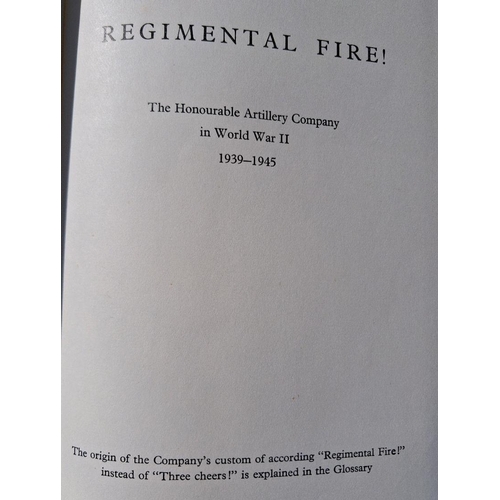 REGIMENTAL FIRE!
The Honourable Artillery Company
in World War II
1939–1945
The origin of the Company's custom of according "Regimental Fire!"
instead of "Three cheers!" is explained in the Glossary